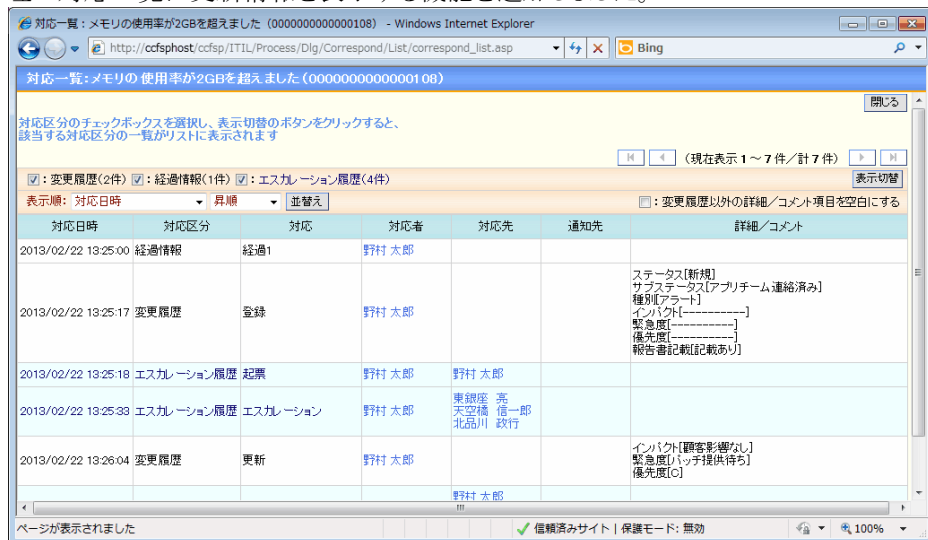 対応一覧：メモリの使用率が2GBを超えました（0000000000000108） - Windows Internet Explorer
http://ccfsphost/ccfsp/ITIL/Process/Dlg/Correspond/List/correspond_list.asp
Bing
対応一覧：メモリの使用率が2GBを超えました（0000000000000108）
閉じる
対応区分のチェックボックスを選択し、表示切替のボタンをクリックすると、
該当する対応区分の一覧がリストに表示されます
（現在表示 1 ～ 7 件／計 7 件）
：変更履歴(2件) ：経過情報(1件) ：エスカレーション履歴(4件) 表示切替
表示順： 対応日時 昇順 並替え ：変更履歴以外の詳細／コメント項目を空白にする
対応日時 対応区分 対応 対応者 対応先 通知先 詳細／コメント
2013/02/22 13:25:00 経過情報 経過1 野村 太郎
2013/02/22 13:25:17 変更履歴 登録 野村 太郎
ステータス[新規]
サブステータス[アプリチーム連絡済み]
種別[アラート]
インパクト[----------]
緊急度[----------]
優先度[----------]
報告書記載[記載あり]
2013/02/22 13:25:18 エスカレーション履歴 起票 野村 太郎 野村 太郎
2013/02/22 13:25:33 エスカレーション履歴 エスカレーション 野村 太郎
東銀座 亮
天空橋 信一郎
北品川 政行
2013/02/22 13:26:04 変更履歴 更新 野村 太郎
インパクト[顧客影響なし]
緊急度[パッチ提供待ち]
優先度[C]
野村 太郎
ページが表示されました 信頼済みサイト | 保護モード: 無効 100%